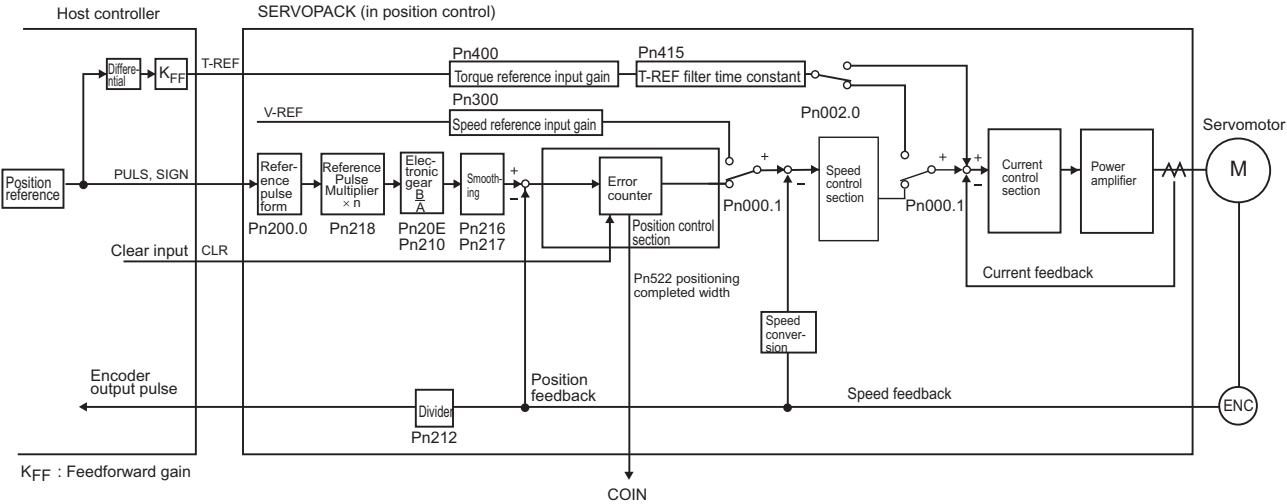 Host controller
SERVOPACK (in position control)
Differe-
ntial
KFF
T-REF
Pn400
Torque reference input gain
Pn415
T-REF filter time constant
Pn002.0
V-REF
Pn300
Speed reference input gain
Position
reference
PULS, SIGN
Refer-
ence
pulse
form
Pn200.0
Reference
Pulse
Multiplier
× n
Pn218
Elec-
tronic
gear
B
A
Pn20E
Pn210
Smooth-
ing
Pn216
Pn217
+
−
Error
counter
Position control
section
Pn000.1
+
−
Speed
control
section
Pn000.1
+
+
−
Current
control
section
Power
amplifier
Servomotor
M
Clear input
CLR
Pn522 positioning
completed width
Current feedback
Speed
conver-
sion
Encoder
output pulse
Divider
Pn212
Position
feedback
Speed feedback
ENC
KFF : Feedforward gain
COIN